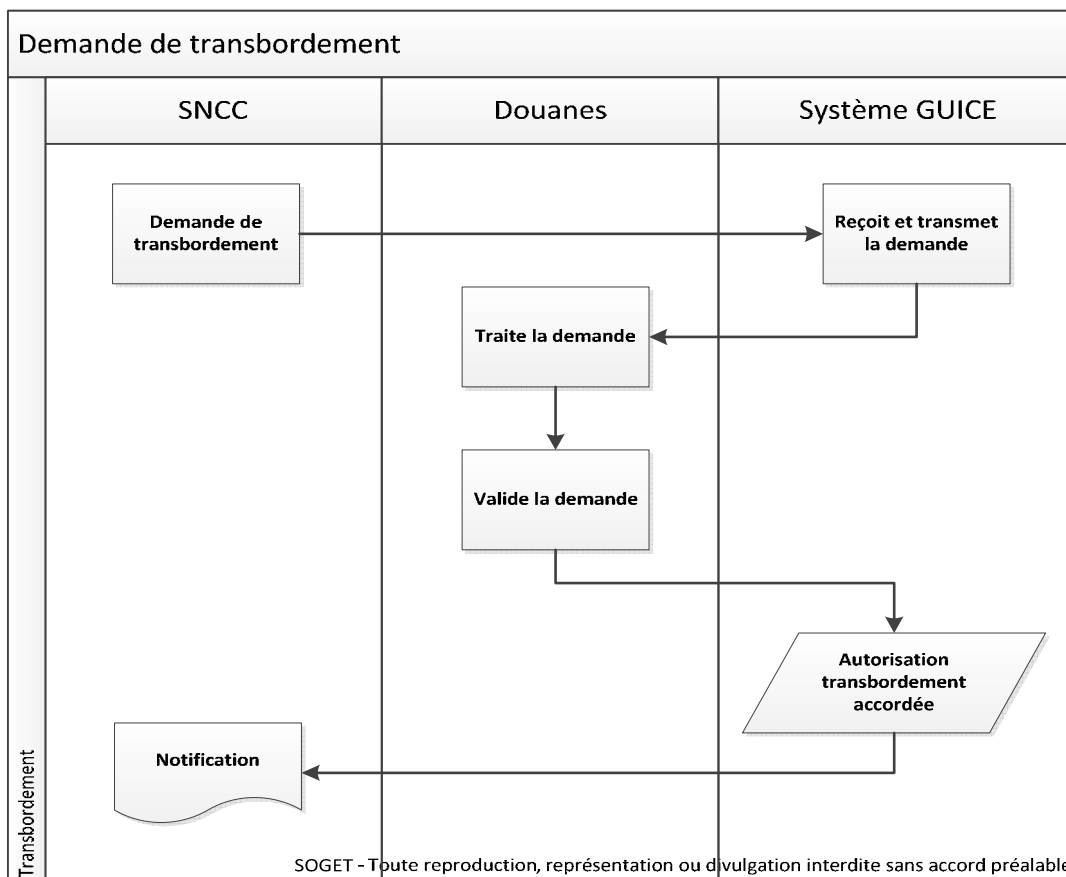 Demande de transbordement
SNCC
Douanes
Système GUICE
Demande de
transbordement
Reçoit et transmet
la demande
Traite la demande
Valide la demande
Autorisation
transbordement
accordée
Notification
Transbordement
SOGET - Toute reproduction, représentation ou divulgation interdite sans accord préalable